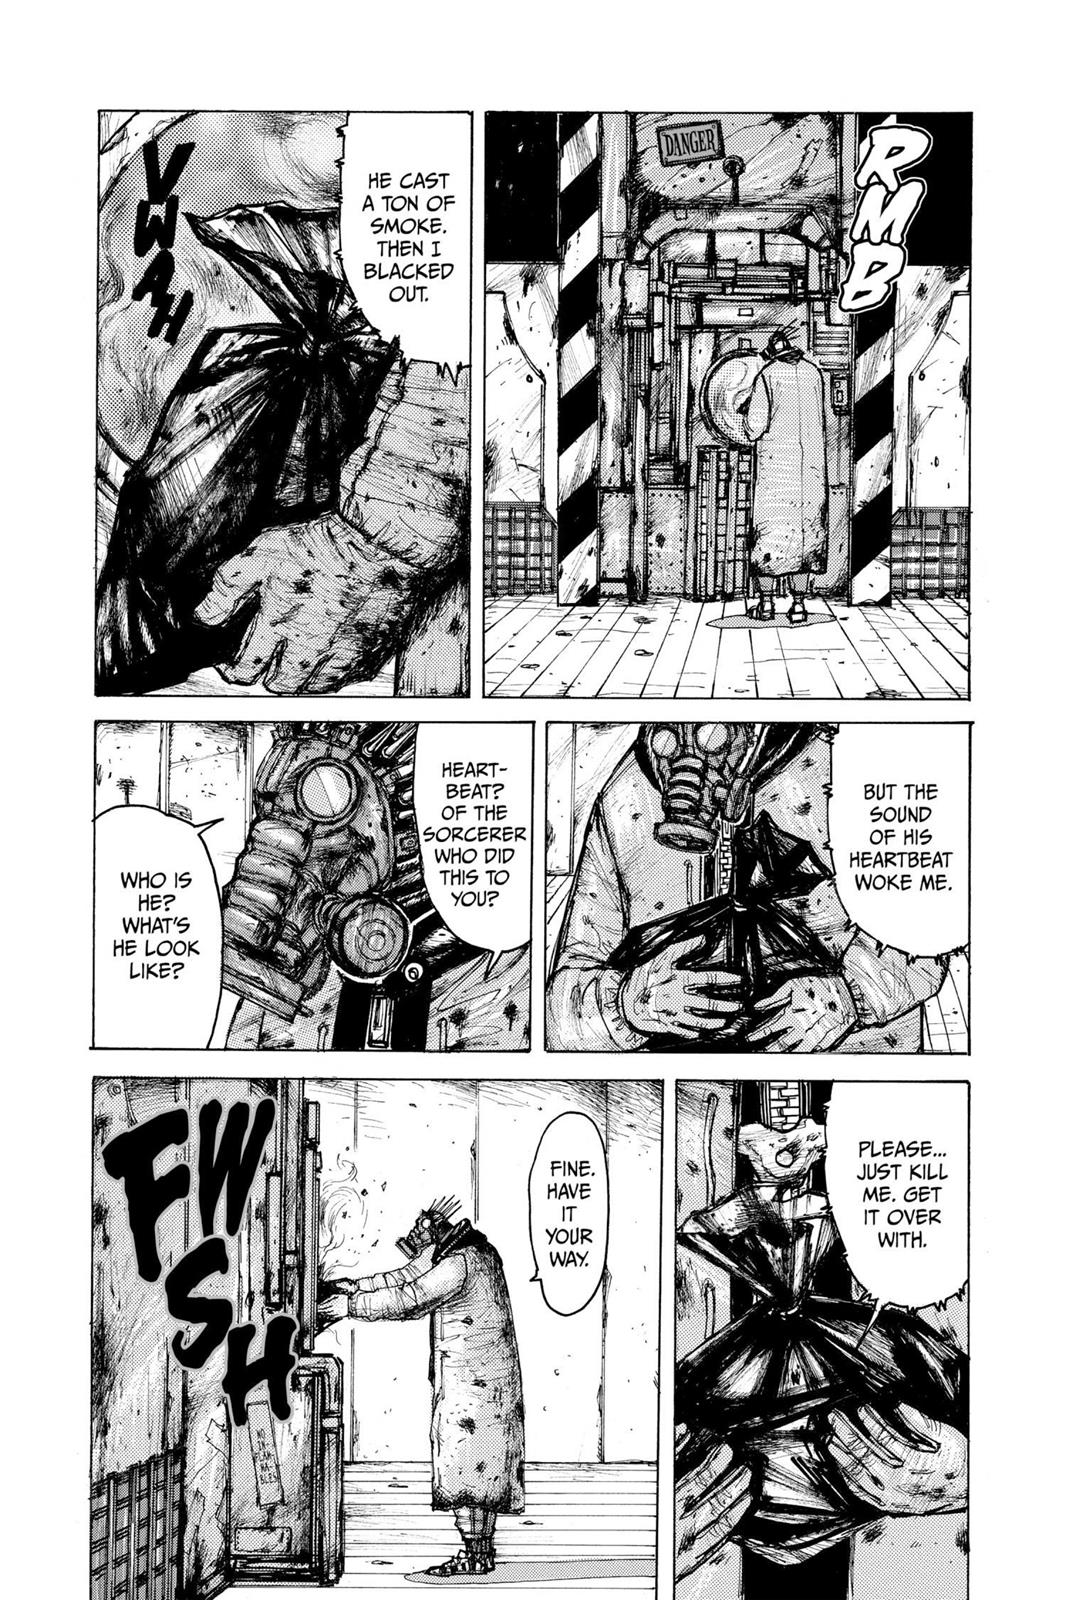 DANGER
RMB
HE CAST
A TON OF
SMOKE.
THEN I
BLACKED
OUT.
VWAH
BUT THE
SOUND
OF HIS
HEARTBEAT
WOKE ME.
HEART-
BEAT?
OF THE
SORCERER
WHO DID
THIS TO
YOU?
WHO IS
HE?
WHAT'S
HE LOOK
LIKE?
PLEASE...
JUST KILL
ME. GET
IT OVER
WITH.
FINE.
HAVE
IT
YOUR
WAY.
FWSH